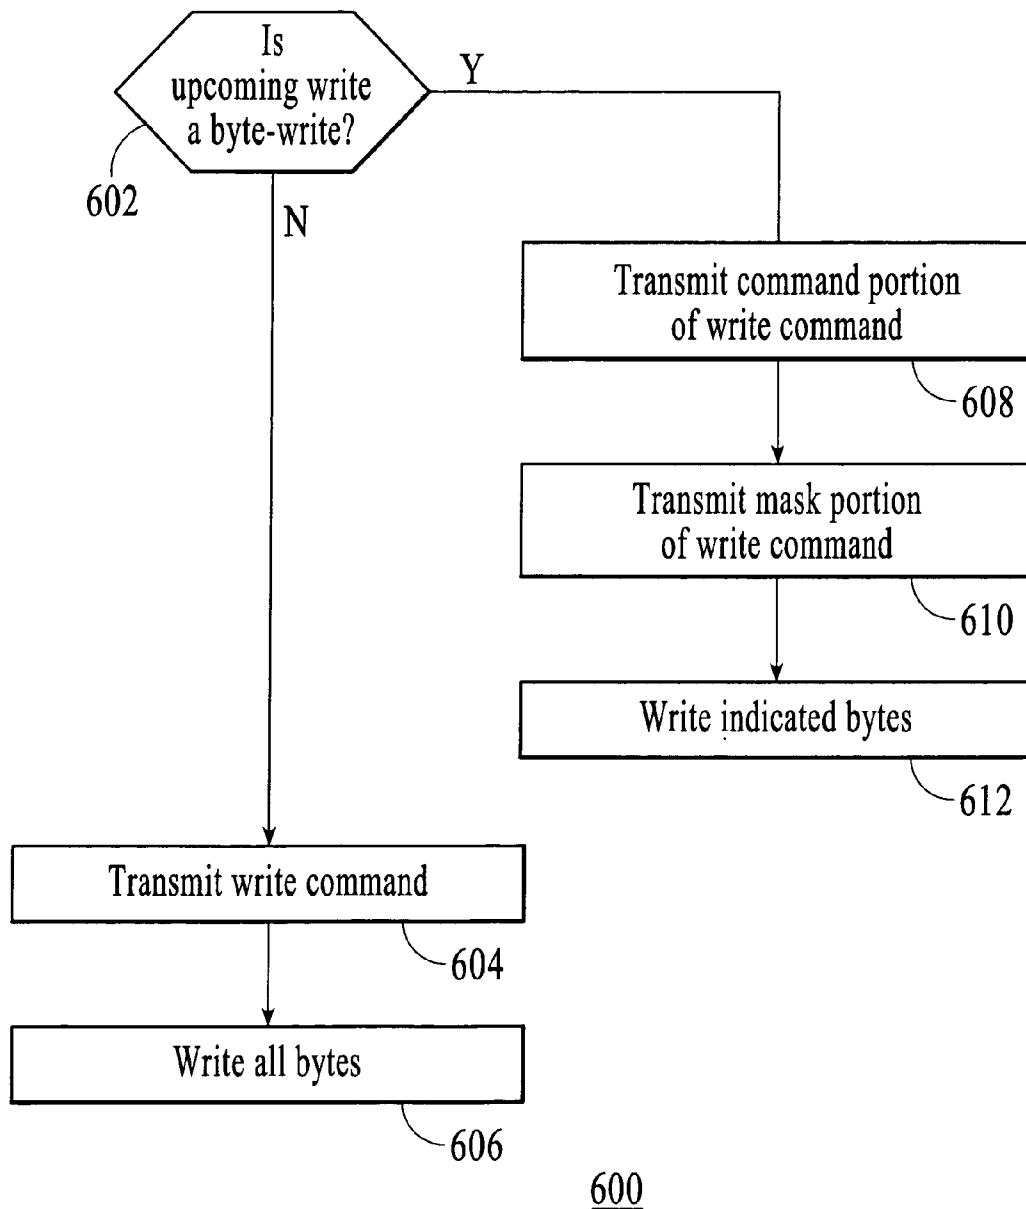 Is
upcoming write
a byte-write?
Y
602
N
Transmit command portion
of write command
608
Transmit mask portion
of write command
610
Write indicated bytes
612
Transmit write command
604
Write all bytes
606
600